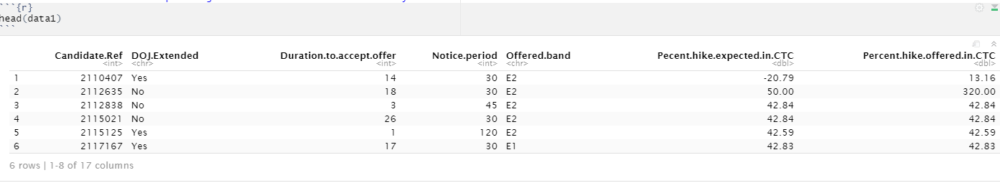 ```{r}
head(data1)
```
Candidate.Ref DOJ.Extended Duration.to.accept.offer Notice.period Offered.band Pecent.hike.expected.in.CTC Percent.hike.offered.in.CTC
<int> <chr> <int> <int> <chr> <dbl> <dbl>
1 2110407 Yes 14 30 E2 -20.79 13.16
2 2112635 No 18 30 E2 50.00 320.00
3 2112838 No 3 45 E2 42.84 42.84
4 2115021 No 26 30 E2 42.84 42.84
5 2115125 Yes 1 120 E2 42.59 42.59
6 2117167 Yes 17 30 E1 42.83 42.83
6 rows | 1-8 of 17 columns